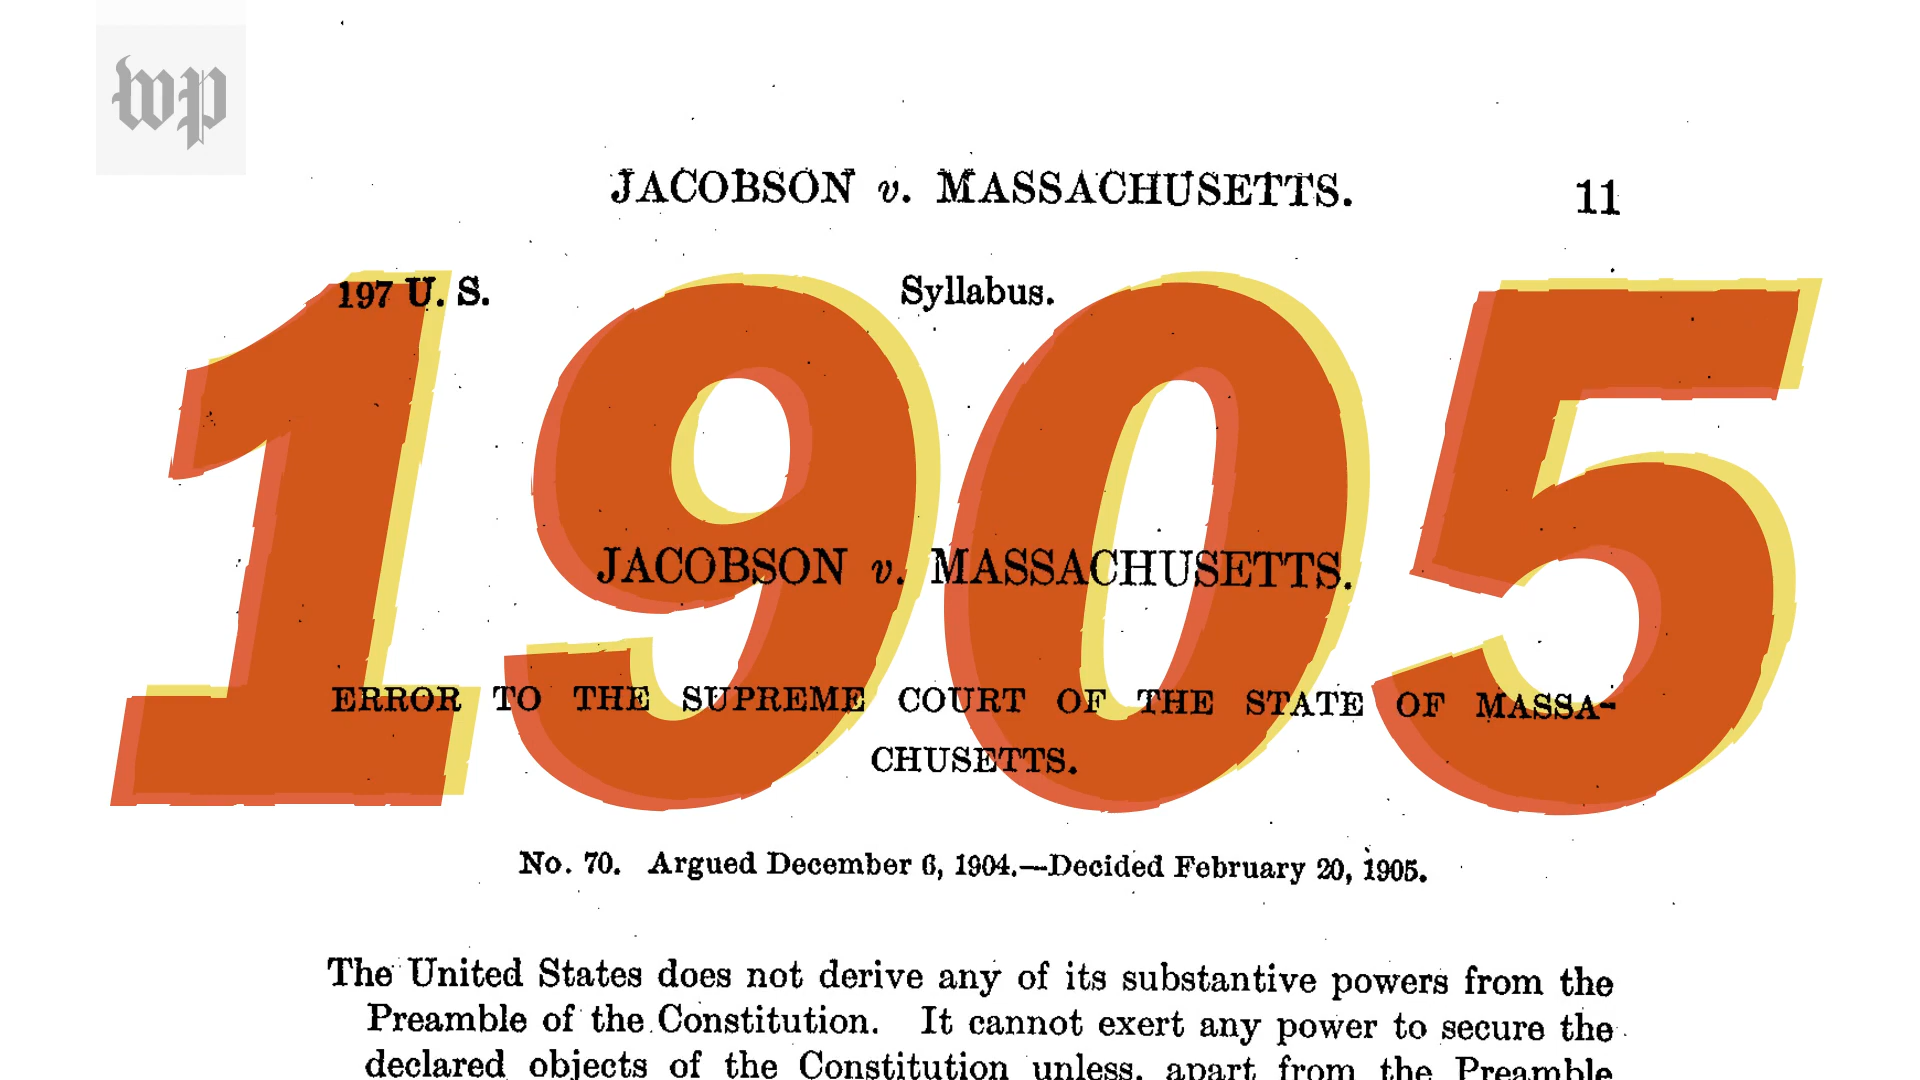 wp
JACOBSON v. MASSACHUSETTS. 11
197 U. S. Syllabus.
1905
JACOBSON v. MASSACHUSETTS.
ERROR TO THE SUPREME COURT OF THE STATE OF MASSA-
CHUSETTS.
No. 70. Argued December 6, 1904.—Decided February 20, 1905.
The United States does not derive any of its substantive powers from the
Preamble of the Constitution. It cannot exert any power to secure the
declared objects of the Constitution unless, apart from the Preamble